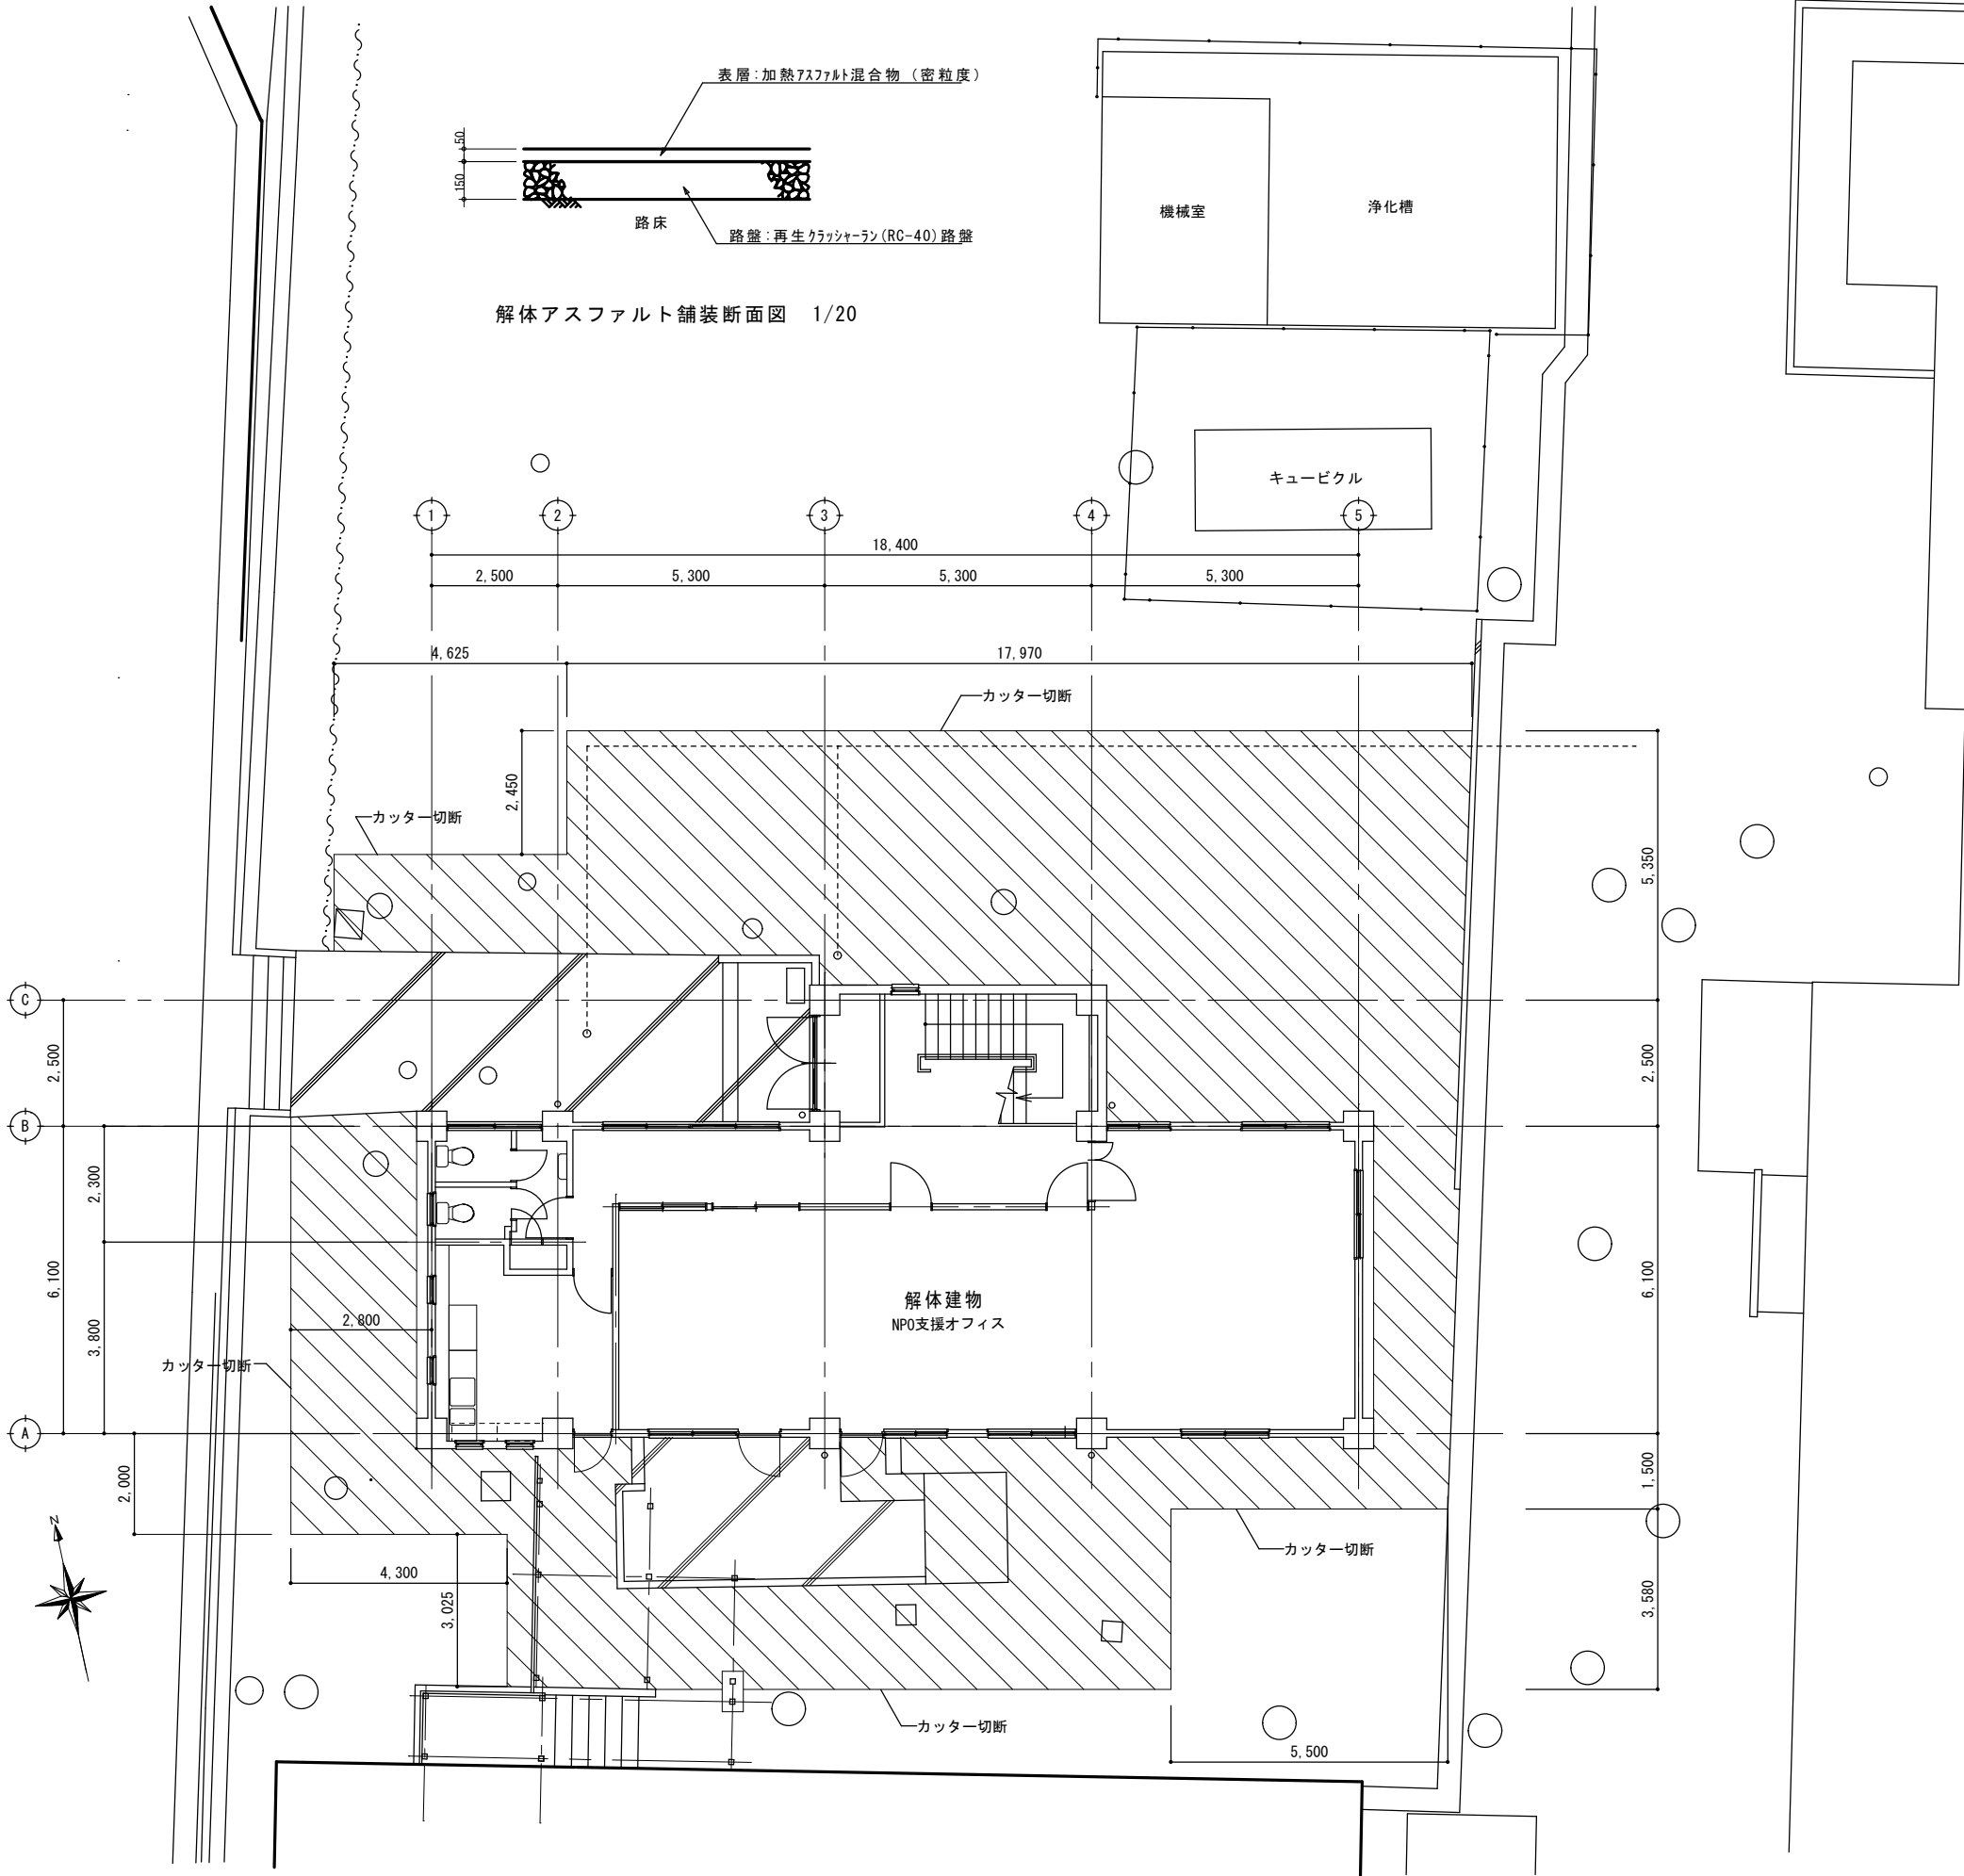 表層:加熱ｱｽﾌｧﾙﾄ混合物 (密粒度)
50
150
路床
路盤:再生ｸﾗｯｼｬｰﾗﾝ(RC-40)路盤
解体アスファルト舗装断面図 1/20
機械室
浄化槽
キュービクル
1
2
3
4
5
18,400
2,500
5,300
5,300
5,300
4,625
17,970
カッター切断
2,450
カッター切断
5,350
C
2,500
2,500
B
2,300
6,100
6,100
解体建物
NPO支援オフィス
2,800
3,800
カッター切断
A
2,000
1,500
N
カッター切断
4,300
3,025
3,580
カッター切断
5,500